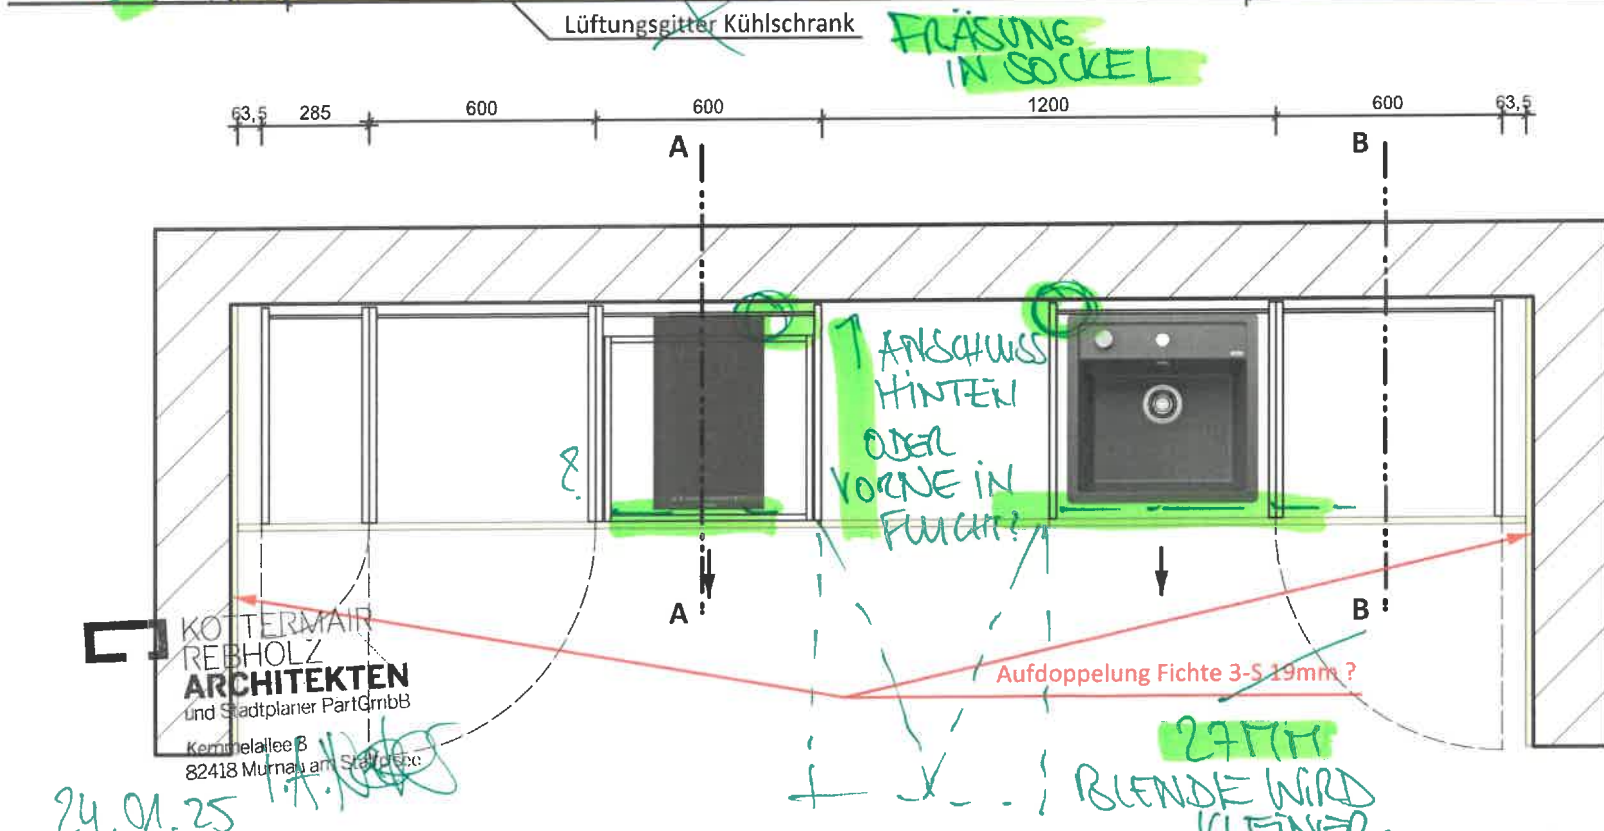 Lüftungsgitter Kühlschrank
FRÄSUNG
IN SOCKEL
63,5 285 600 600 1200 600 63,5
A B
↑ ANSCHLUSS
HINTEN
ODER
VORNE IN
FLUCHT?
?
A B
KOTTERMAIR
REBHOLZ
ARCHITEKTEN
und Stadtplaner PartGmbB
Kemmelallee 8
82418 Murnau am Staffelsee
i.A.
24.01.25
Aufdoppelung Fichte 3-S 19mm ?
27MM
BLENDE WIRD
KLEINER.